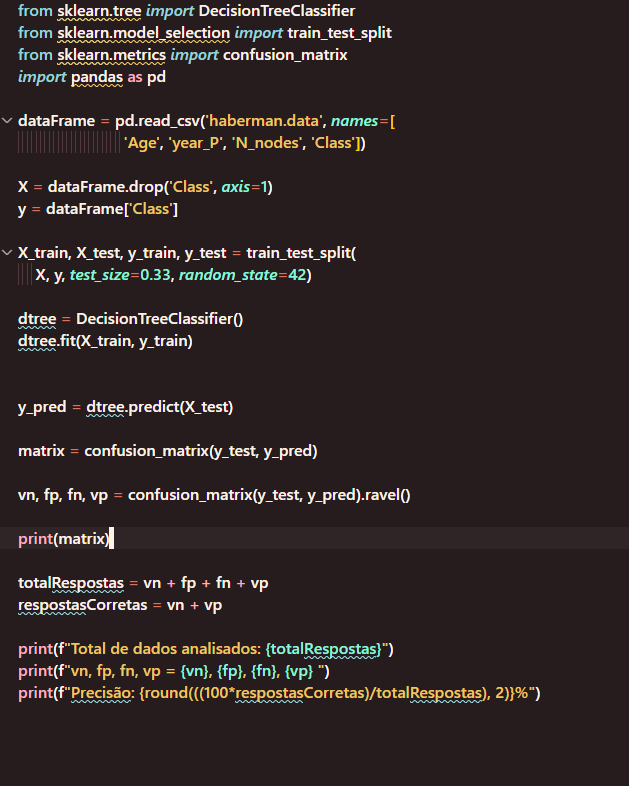 from sklearn.tree import DecisionTreeClassifier
from sklearn.model_selection import train_test_split
from sklearn.metrics import confusion_matrix
import pandas as pd
dataFrame = pd.read_csv('haberman.data', names=[
'Age', 'year_P', 'N_nodes', 'Class'])
X = dataFrame.drop('Class', axis=1)
y = dataFrame['Class']
X_train, X_test, y_train, y_test = train_test_split(
X, y, test_size=0.33, random_state=42)
dtree = DecisionTreeClassifier()
dtree.fit(X_train, y_train)
y_pred = dtree.predict(X_test)
matrix = confusion_matrix(y_test, y_pred)
vn, fp, fn, vp = confusion_matrix(y_test, y_pred).ravel()
print(matrix)
totalRespostas = vn + fp + fn + vp
respostasCorretas = vn + vp
print(f"Total de dados analisados: {totalRespostas}")
print(f"vn, fp, fn, vp = {vn}, {fp}, {fn}, {vp} ")
print(f"Precisão: {round(((100*respostasCorretas)/totalRespostas), 2)}%")